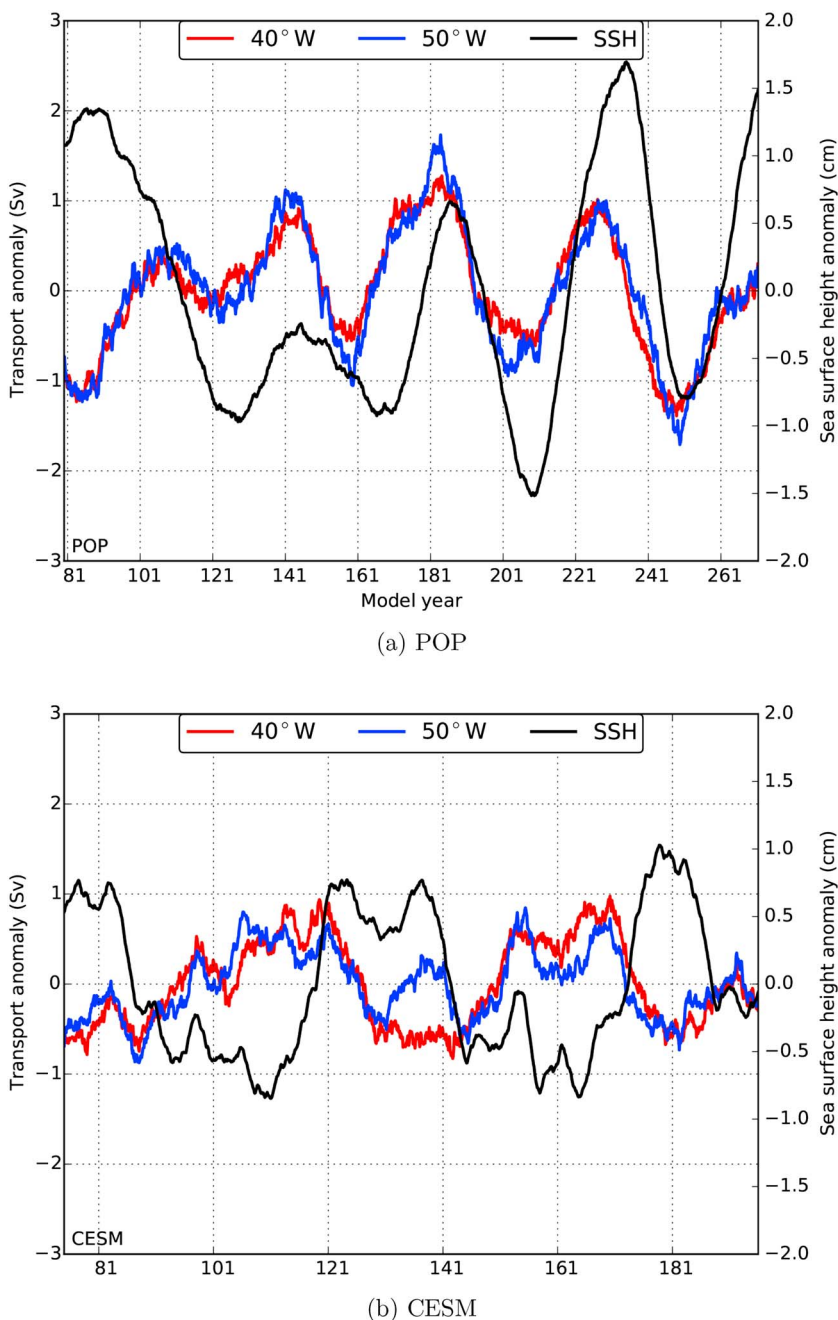 40°W 50°W SSH
3
2
1
0
−1
−2
−3
Transport anomaly (Sv)
2.0
1.5
1.0
0.5
0.0
−0.5
−1.0
−1.5
−2.0
Sea surface height anomaly (cm)
POP
81 101 121 141 161 181 201 221 241 261
Model year
(a) POP
40°W 50°W SSH
3
2
1
0
−1
−2
−3
Transport anomaly (Sv)
2.0
1.5
1.0
0.5
0.0
−0.5
−1.0
−1.5
−2.0
Sea surface height anomaly (cm)
CESM
81 101 121 141 161 181
(b) CESM